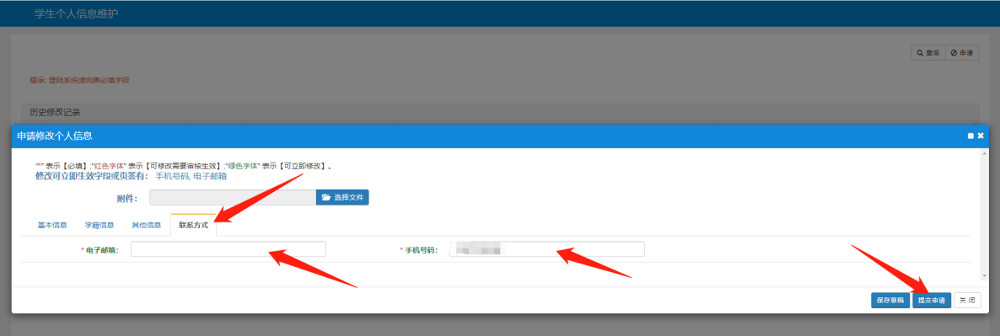 学生个人信息维护
查询 申请
提示: 登陆系统请完善必填字段
历史修改记录
申请修改个人信息
"*" 表示【必填】;"红色字体" 表示【可修改需要审核生效】;"绿色字体" 表示【可立即修改】。
修改可立即生效字段或页签有： 手机号码, 电子邮箱
附件： 选择文件
基本信息 学籍信息 其他信息 联系方式
* 电子邮箱： * 手机号码：
保存草稿 提交申请 关 闭